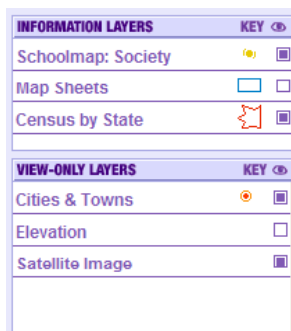 INFORMATION LAYERS KEY
Schoolmap: Society
Map Sheets
Census by State
VIEW-ONLY LAYERS KEY
Cities & Towns
Elevation
Satellite Image